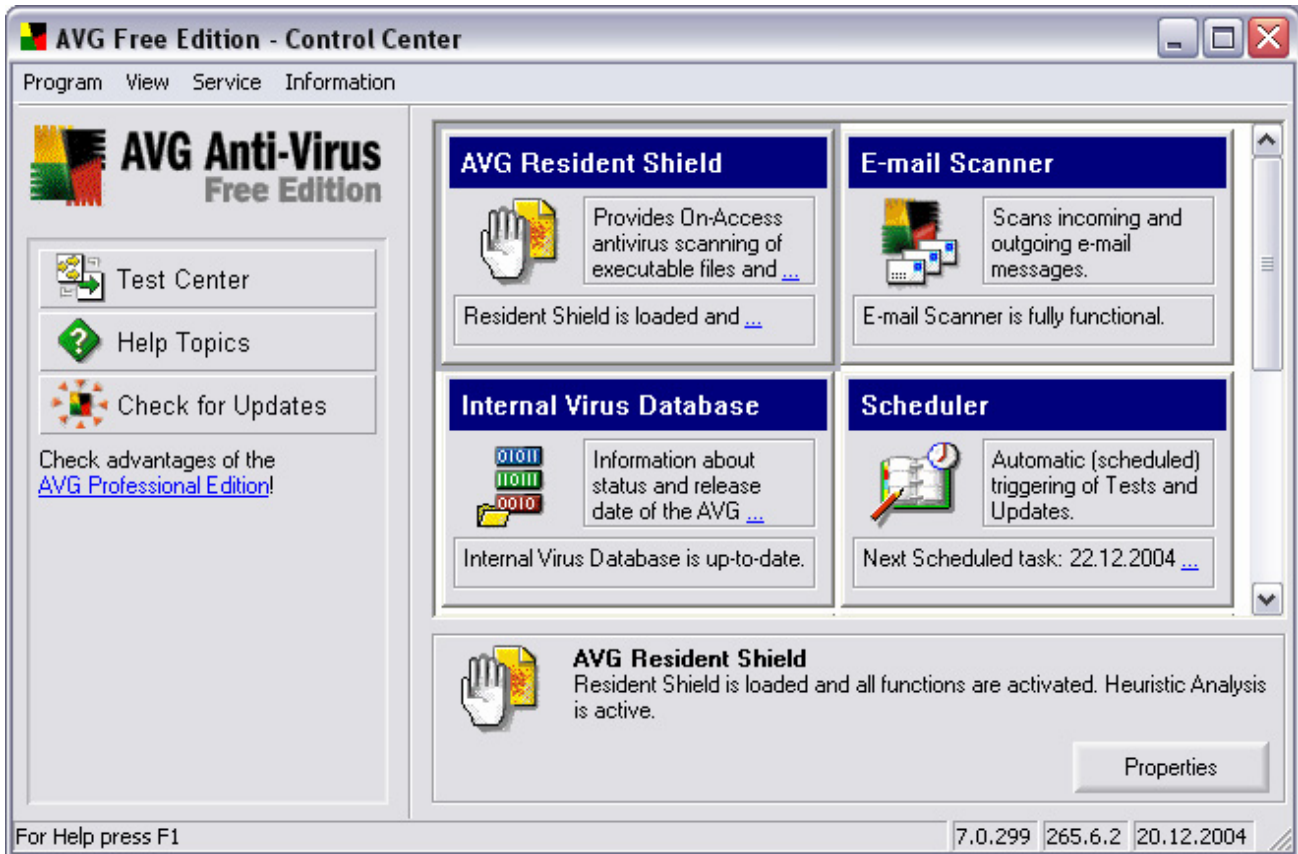 AVG Free Edition - Control Center
Program View Service Information
AVG Anti-Virus
Free Edition
Test Center
Help Topics
Check for Updates
Check advantages of the
AVG Professional Edition!
AVG Resident Shield
Provides On-Access
antivirus scanning of
executable files and ...
Resident Shield is loaded and ...
E-mail Scanner
Scans incoming and
outgoing e-mail
messages.
E-mail Scanner is fully functional.
Internal Virus Database
01011
11011
0010
Information about
status and release
date of the AVG ...
Internal Virus Database is up-to-date.
Scheduler
Automatic (scheduled)
triggering of Tests and
Updates.
Next Scheduled task: 22.12.2004 ...
AVG Resident Shield
Resident Shield is loaded and all functions are activated. Heuristic Analysis
is active.
Properties
For Help press F1
7.0.299 265.6.2 20.12.2004